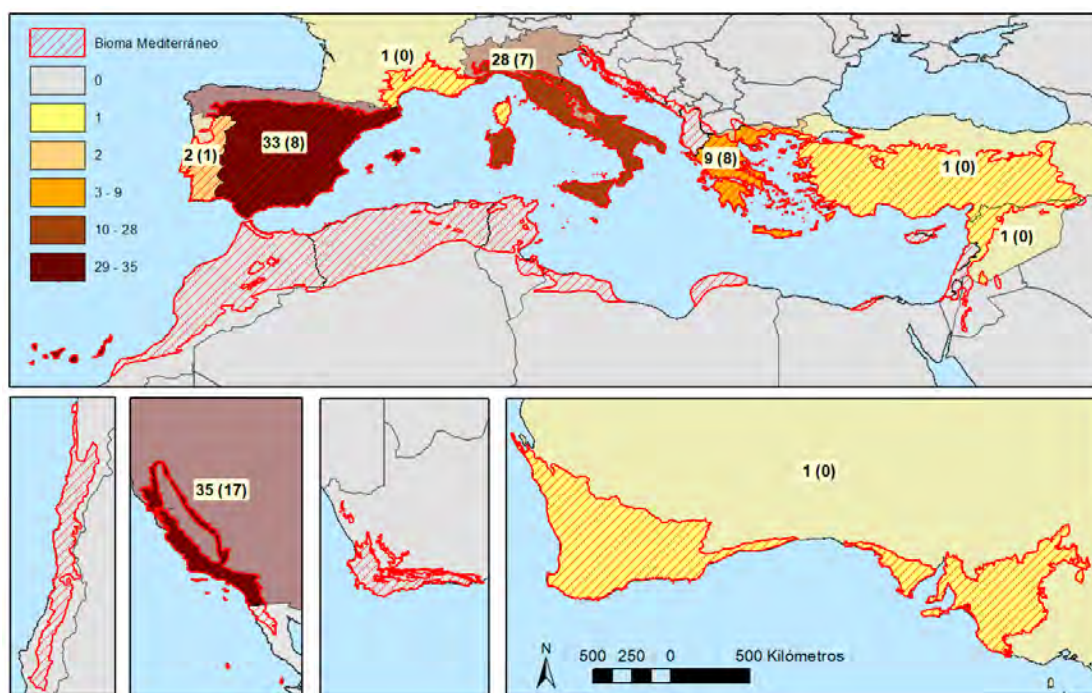 Bioma Mediterráneo
0
1
2
3 - 9
10 - 28
29 - 35
1 (0)
28 (7)
33 (8)
2 (1)
9 (8)
1 (0)
1 (0)
35 (17)
1 (0)
N
500 250 0 500 Kilómetros